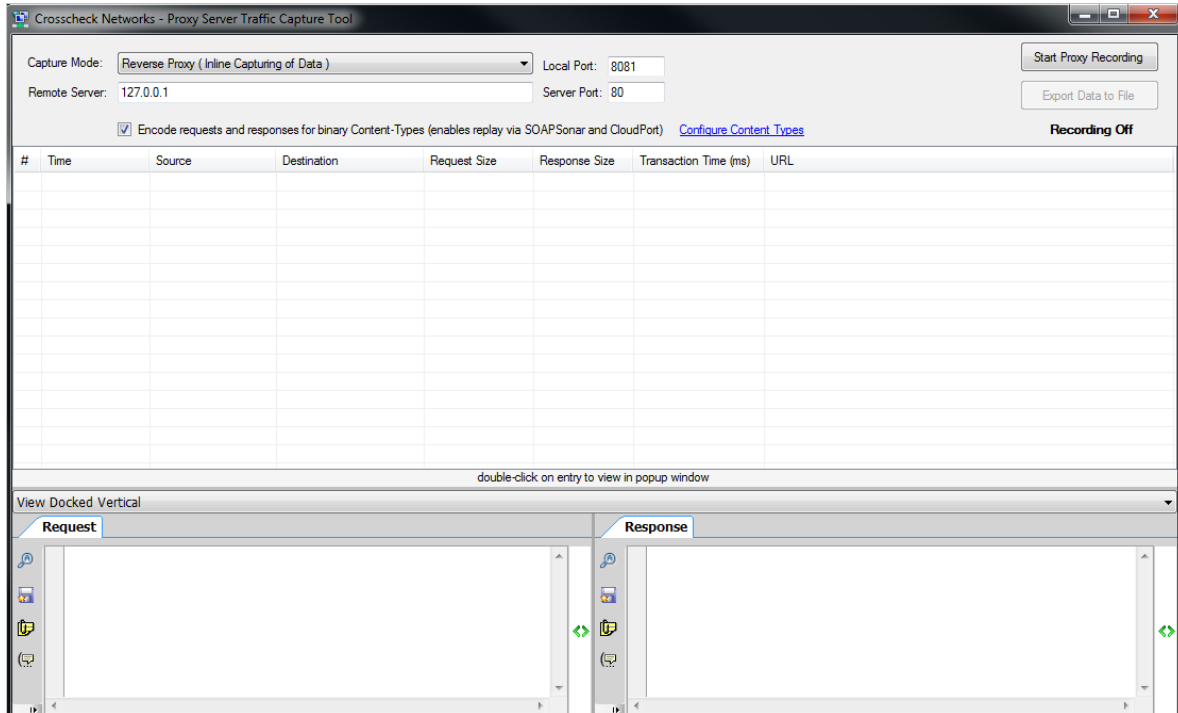 Crosscheck Networks - Proxy Server Traffic Capture Tool
Capture Mode: Reverse Proxy ( Inline Capturing of Data ) Local Port: 8081 Start Proxy Recording
Remote Server: 127.0.0.1 Server Port: 80 Export Data to File
Encode requests and responses for binary Content-Types (enables replay via SOAPSonar and CloudPort) Configure Content Types Recording Off
# Time Source Destination Request Size Response Size Transaction Time (ms) URL
double-click on entry to view in popup window
View Docked Vertical
Request Response